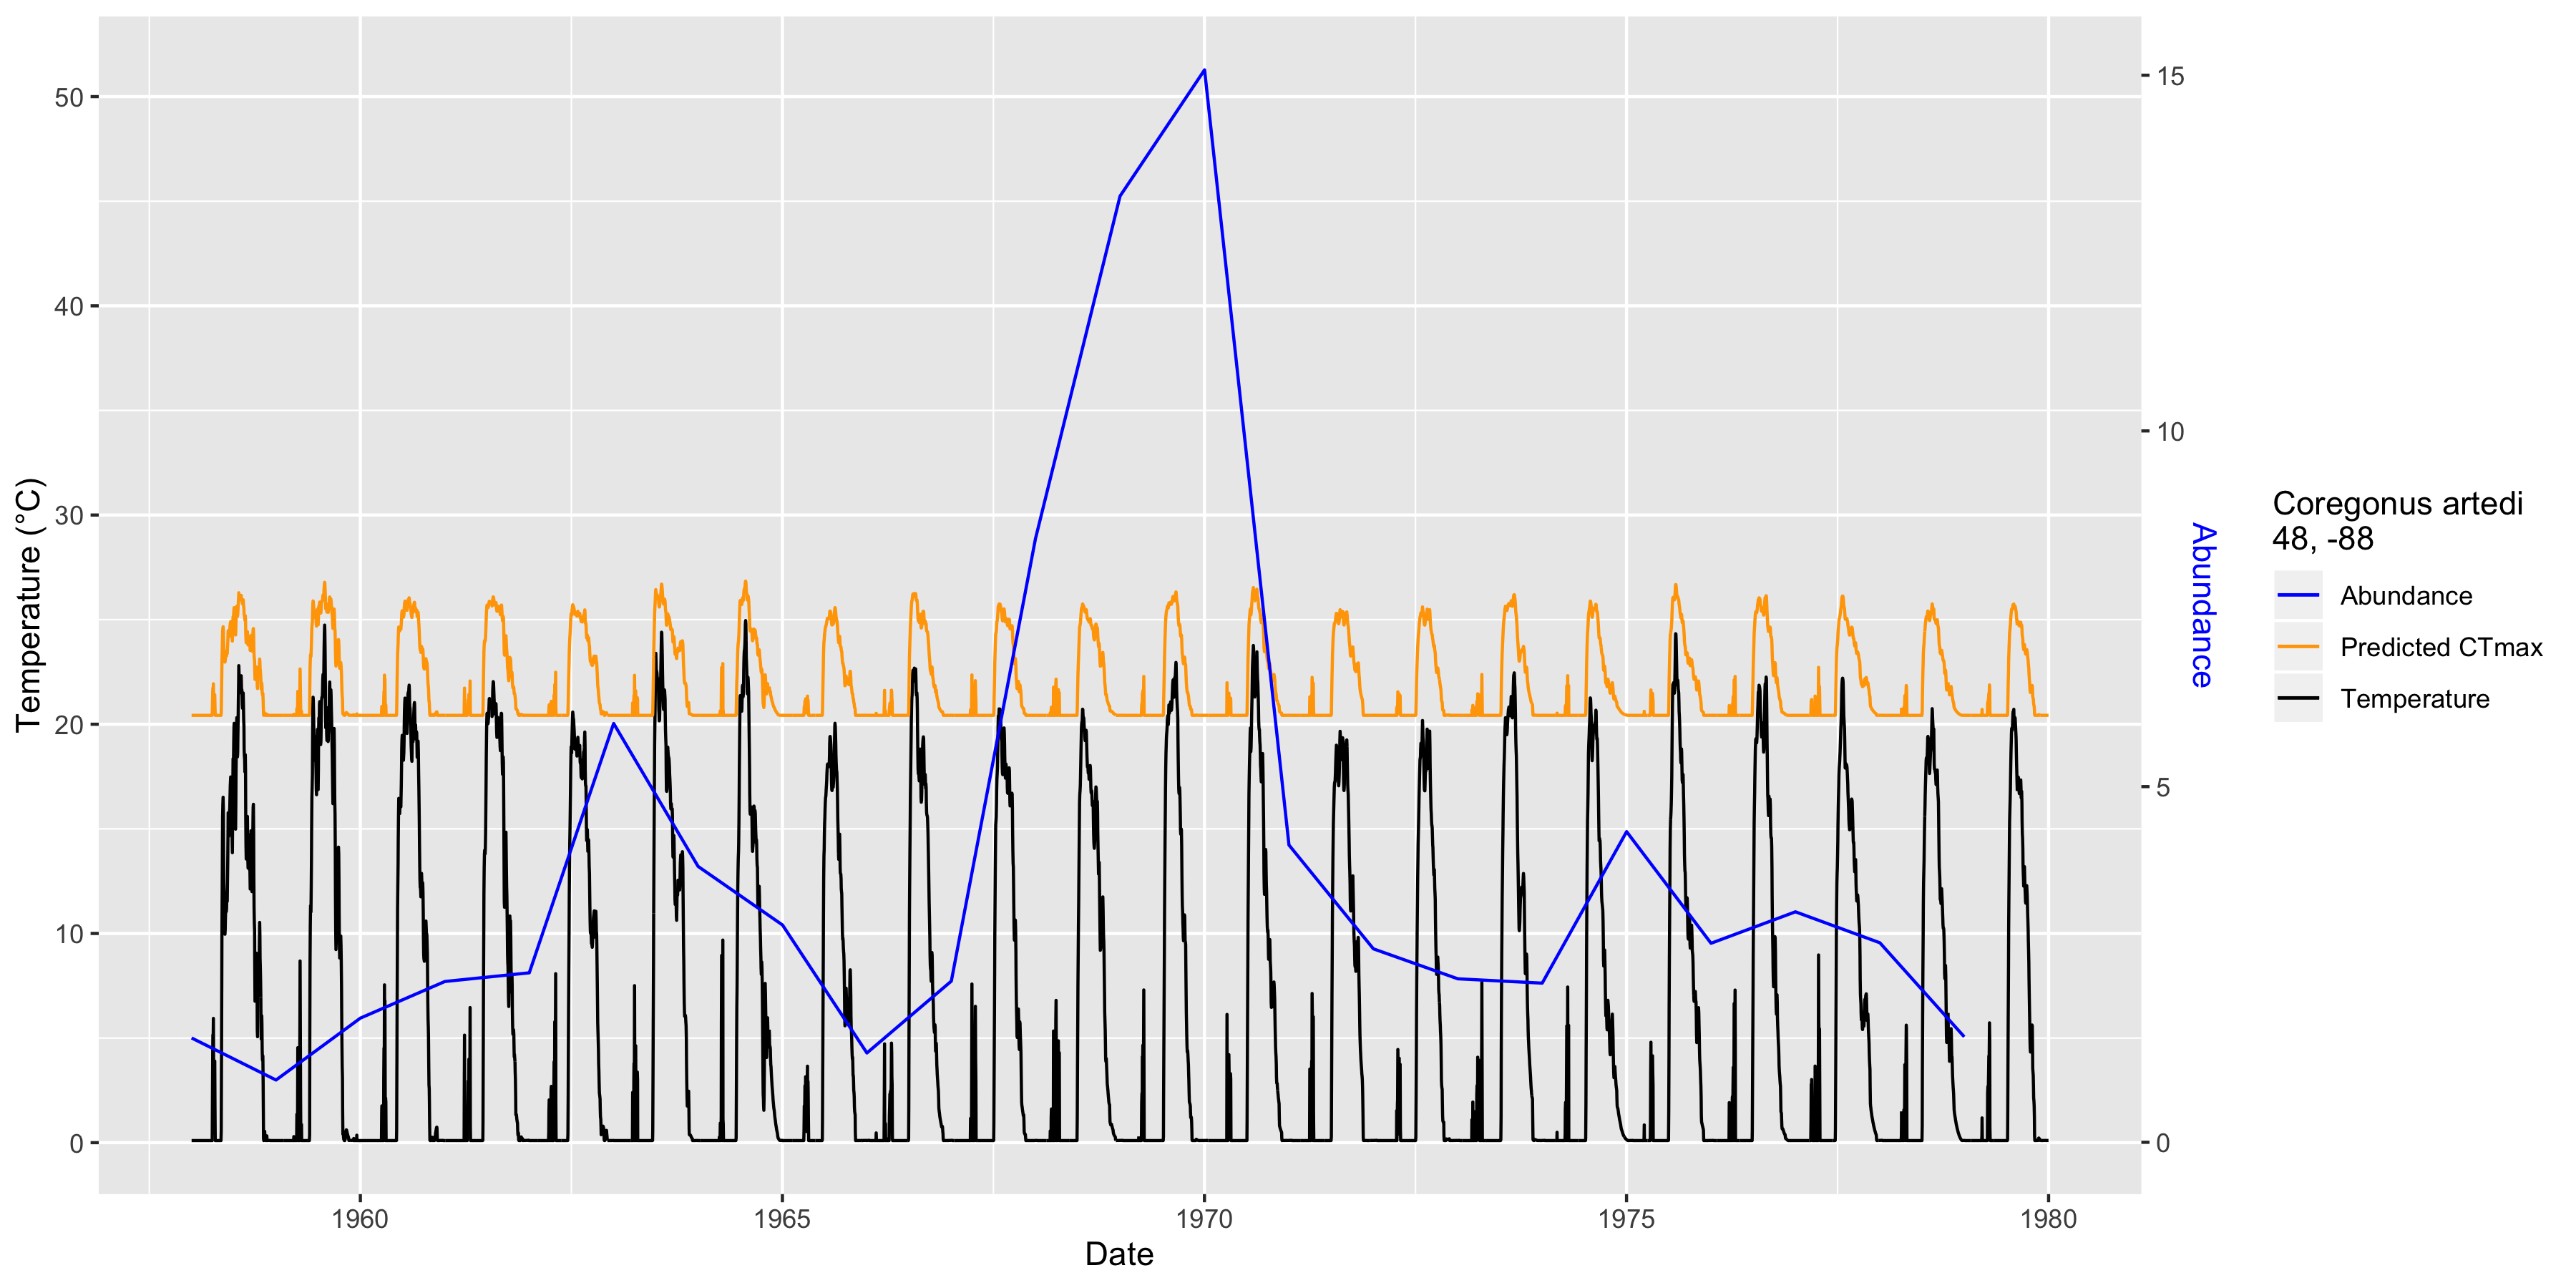 50
40
30
20
10
0
Temperature (°C)
1960
1965
1970
1975
1980
Date
15
10
5
0
Abundance
Coregonus artedi
48, -88
Abundance
Predicted CTmax
Temperature